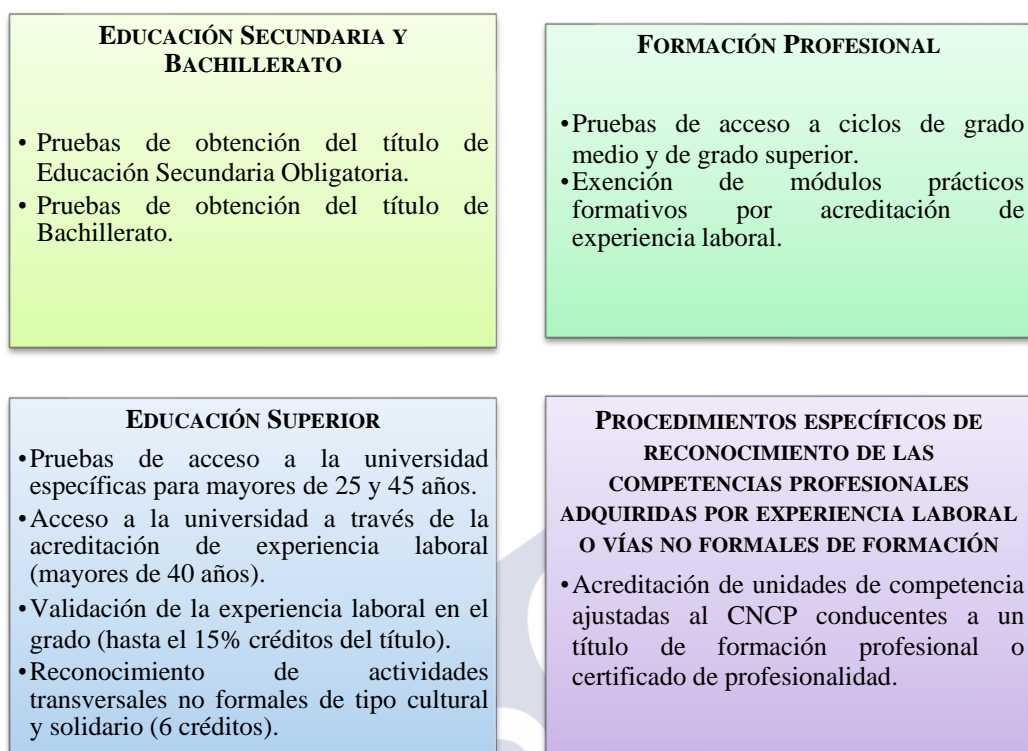 EDUCACIÓN SECUNDARIA Y
BACHILLERATO
• Pruebas de obtención del título de
Educación Secundaria Obligatoria.
• Pruebas de obtención del título de
Bachillerato.
FORMACIÓN PROFESIONAL
•Pruebas de acceso a ciclos de grado
medio y de grado superior.
•Exención de módulos prácticos
formativos por acreditación de
experiencia laboral.
EDUCACIÓN SUPERIOR
•Pruebas de acceso a la universidad
específicas para mayores de 25 y 45 años.
•Acceso a la universidad a través de la
acreditación de experiencia laboral
(mayores de 40 años).
•Validación de la experiencia laboral en el
grado (hasta el 15% créditos del título).
•Reconocimiento de actividades
transversales no formales de tipo cultural
y solidario (6 créditos).
PROCEDIMIENTOS ESPECÍFICOS DE
RECONOCIMIENTO DE LAS
COMPETENCIAS PROFESIONALES
ADQUIRIDAS POR EXPERIENCIA LABORAL
O VÍAS NO FORMALES DE FORMACIÓN
•Acreditación de unidades de competencia
ajustadas al CNCP conducentes a un
título de formación profesional o
certificado de profesionalidad.